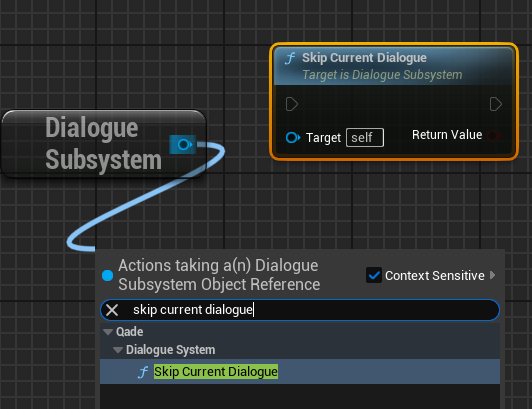 Skip Current Dialogue
Target is Dialogue Subsystem
Target self
Return Value
Dialogue
Subsystem
Actions taking a(n) Dialogue
Subsystem Object Reference
Context Sensitive
skip current dialogue
Qade
Dialogue System
Skip Current Dialogue